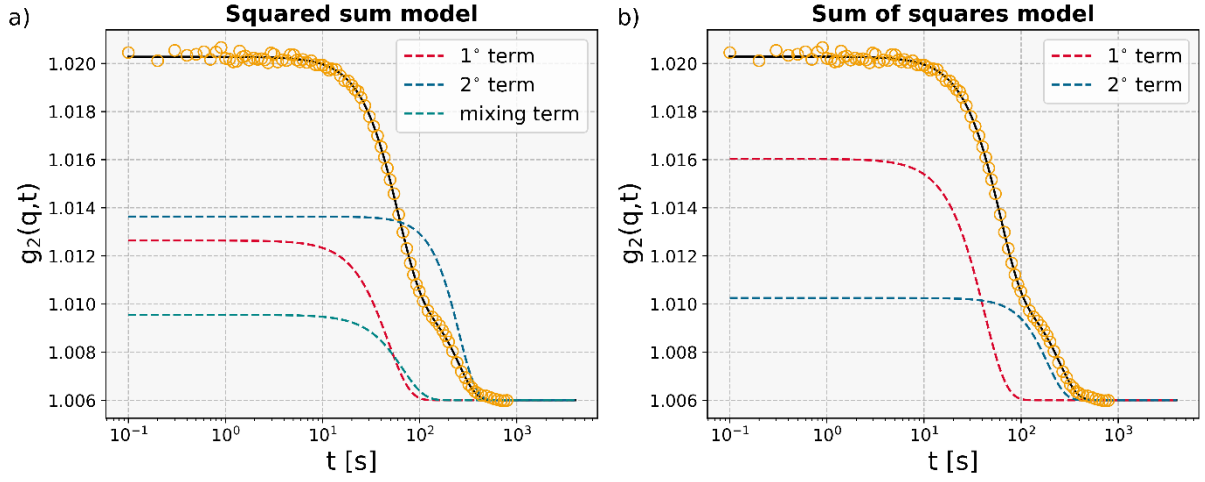 a)
Squared sum model
g₂(q,t)
1.020
1.018
1.016
1.014
1.012
1.010
1.008
1.006
1° term
2° term
mixing term
10⁻¹
10⁰
10¹
10²
10³
t [s]
b)
Sum of squares model
g₂(q,t)
1.020
1.018
1.016
1.014
1.012
1.010
1.008
1.006
1° term
2° term
10⁻¹
10⁰
10¹
10²
10³
t [s]